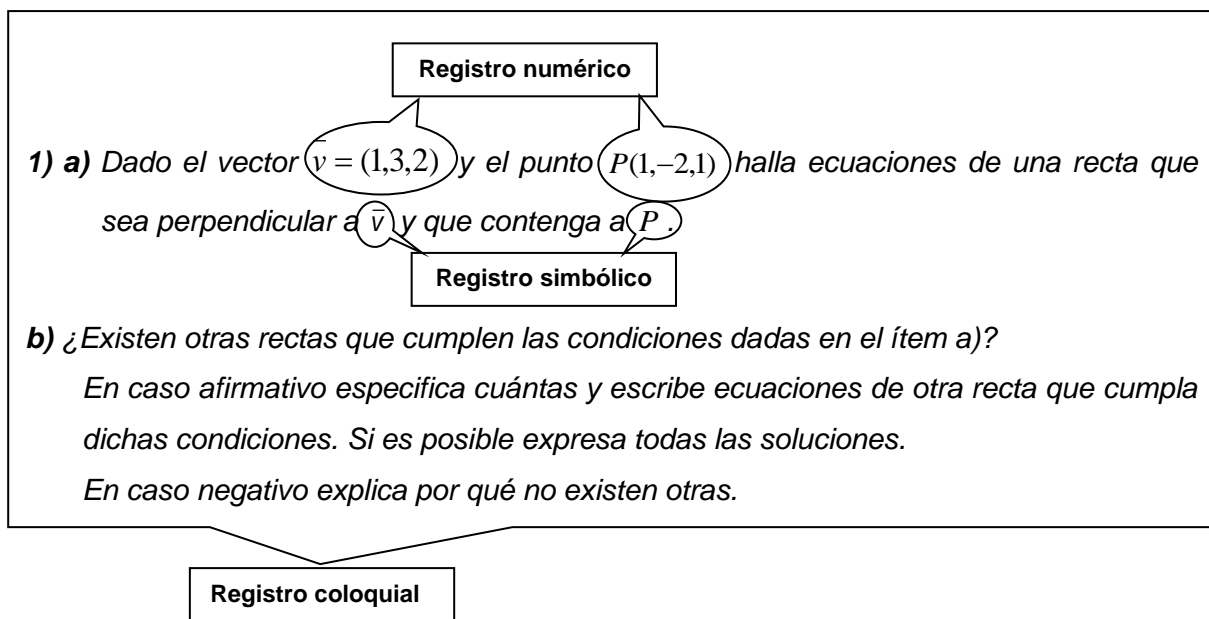 Registro numérico
1) a) Dado el vector v̄ = (1,3,2) y el punto P(1,−2,1) halla ecuaciones de una recta que
sea perpendicular a v̄ y que contenga a P .
Registro simbólico
b) ¿Existen otras rectas que cumplen las condiciones dadas en el ítem a)?
En caso afirmativo especifica cuántas y escribe ecuaciones de otra recta que cumpla
dichas condiciones. Si es posible expresa todas las soluciones.
En caso negativo explica por qué no existen otras.
Registro coloquial